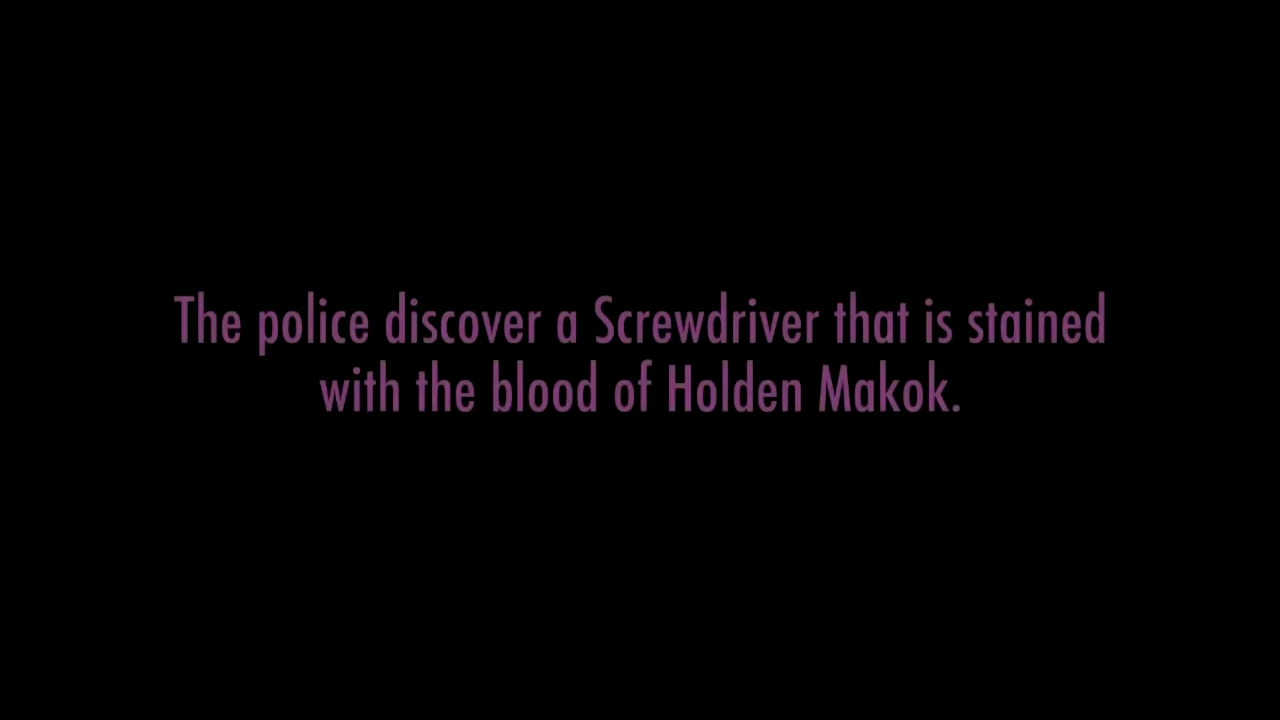 The police discover a Screwdriver that is stained
with the blood of Holden Makok.